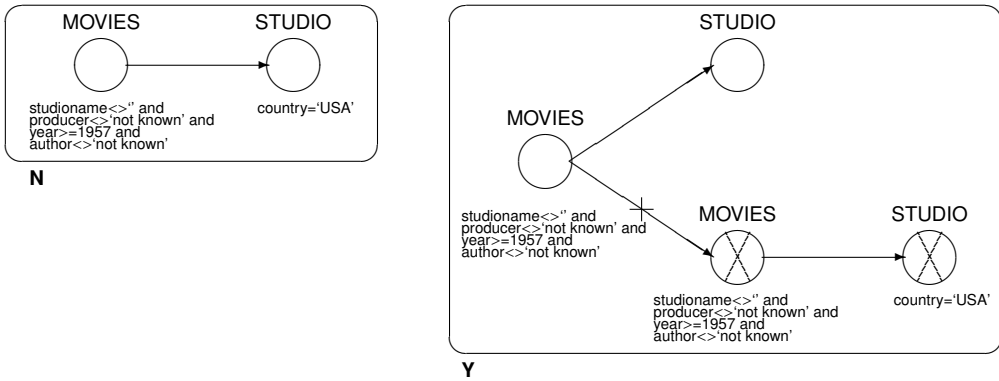 MOVIES
STUDIO
studioname<>‘’ and
producer<>‘not known’ and
year>=1957 and
author<>‘not known’
country=‘USA’
N
STUDIO
MOVIES
studioname<>‘’ and
producer<>‘not known’ and
year>=1957 and
author<>‘not known’
MOVIES
STUDIO
studioname<>‘’ and
producer<>‘not known’ and
year>=1957 and
author<>‘not known’
country=‘USA’
Y